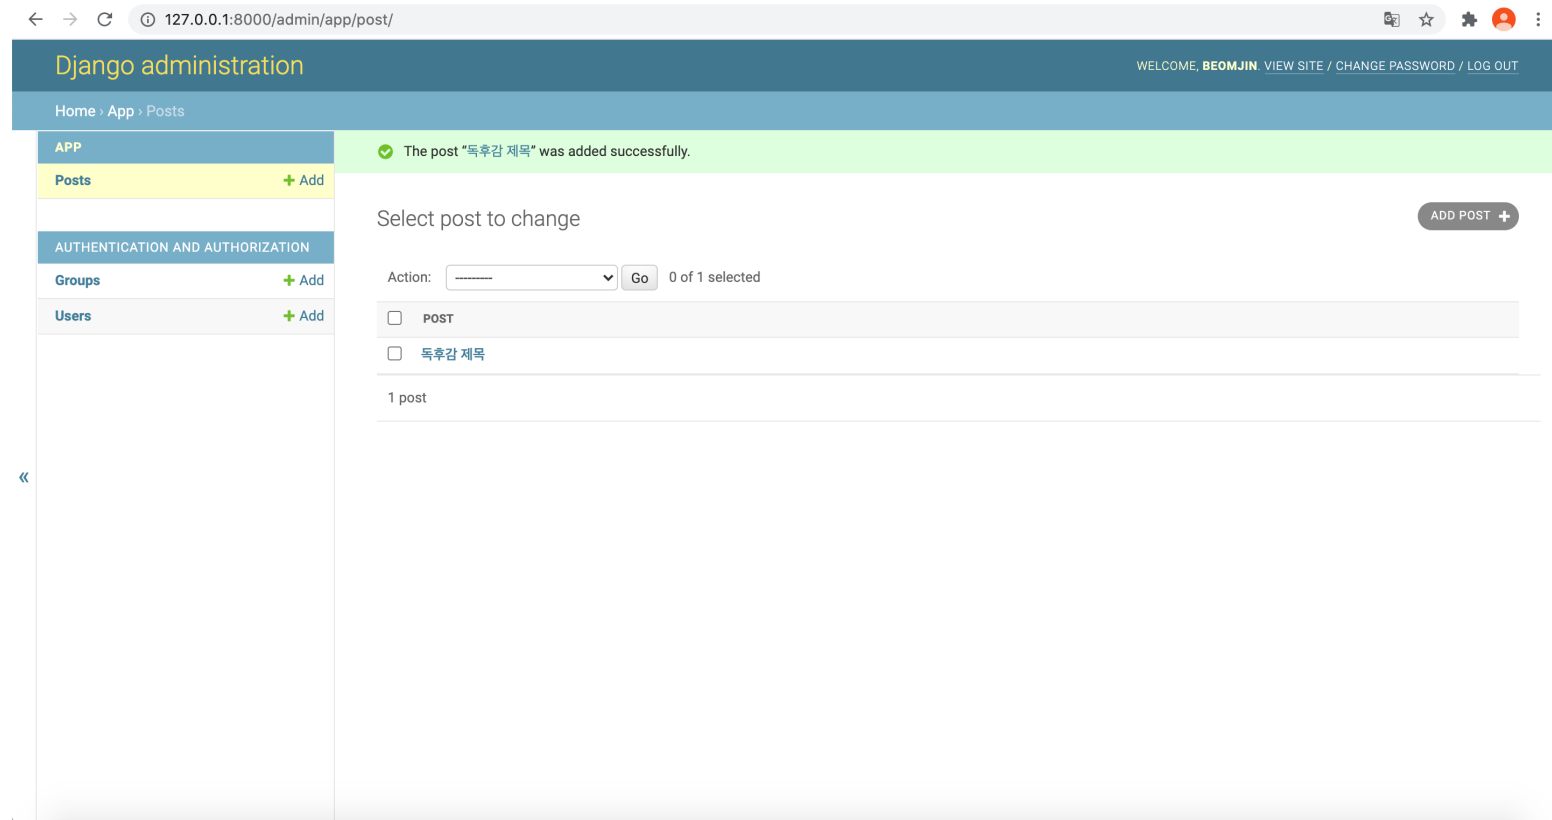 127.0.0.1:8000/admin/app/post/
Django administration
WELCOME, BEOMJIN. VIEW SITE / CHANGE PASSWORD / LOG OUT
Home › App › Posts
APP
Posts
+ Add
AUTHENTICATION AND AUTHORIZATION
Groups
+ Add
Users
+ Add
«
The post “독후감 제목” was added successfully.
Select post to change
ADD POST +
Action: --------- Go 0 of 1 selected
POST
독후감 제목
1 post